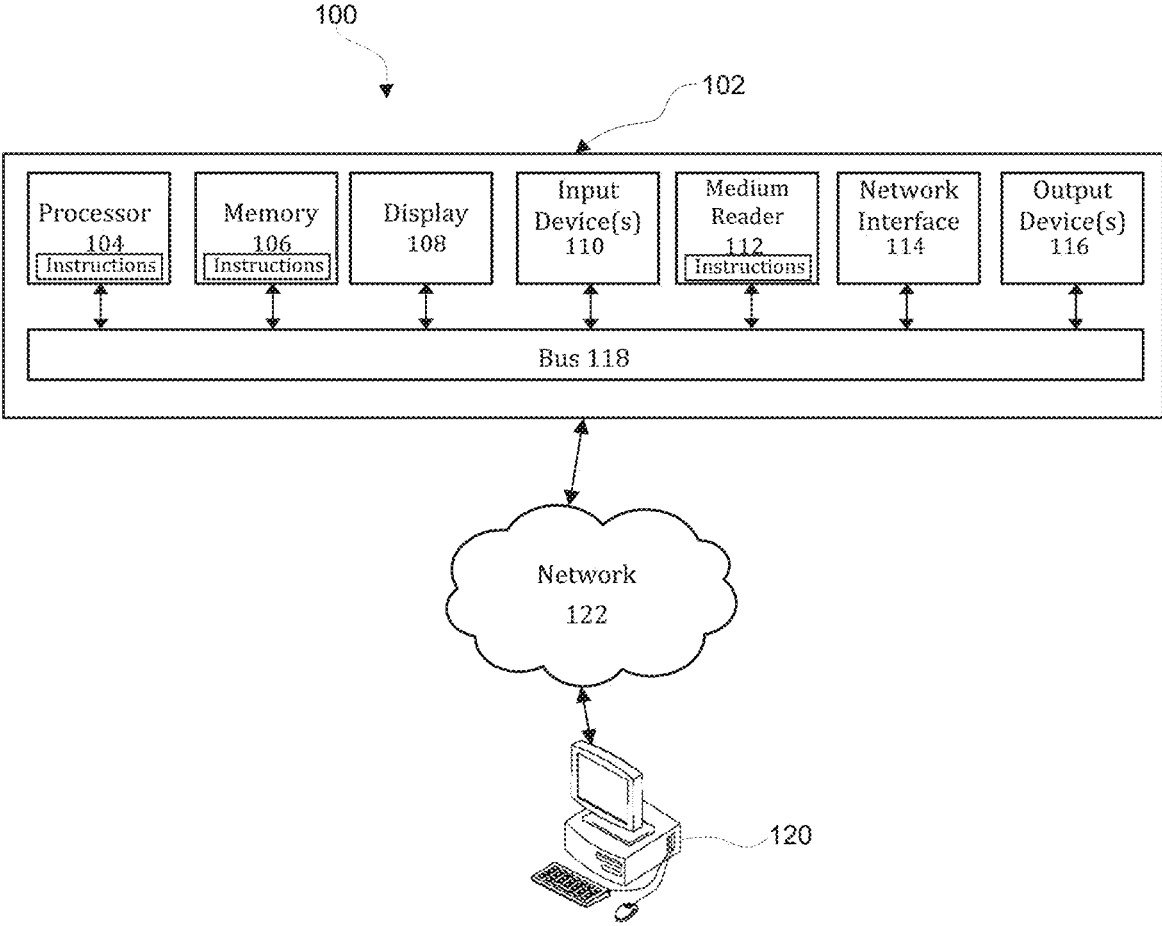 100
102
Processor
104
Instructions
Memory
106
Instructions
Display
108
Input
Device(s)
110
Medium
Reader
112
Instructions
Network
Interface
114
Output
Device(s)
116
Bus 118
Network
122
120